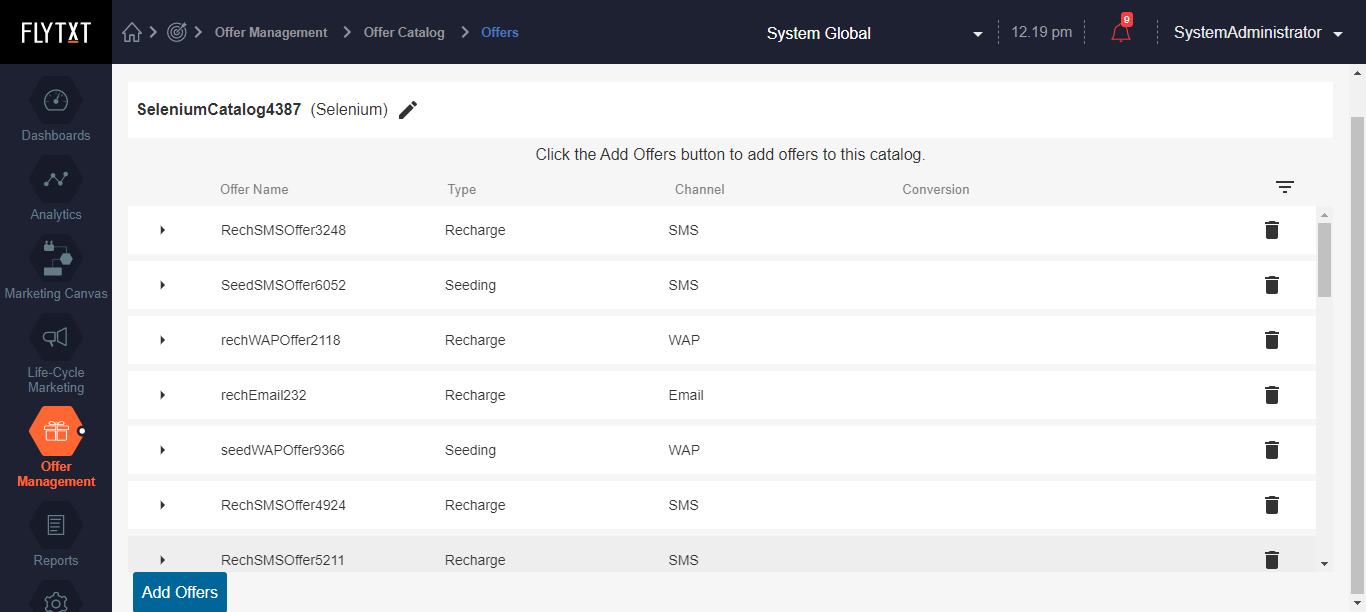 FLYTXT
Offer Management
Offer Catalog
Offers
System Global
12.19 pm
9
SystemAdministrator
Dashboards
Analytics
Marketing Canvas
Life-Cycle
Marketing
Offer
Management
Reports
SeleniumCatalog4387 (Selenium)
Click the Add Offers button to add offers to this catalog.
Offer Name Type Channel Conversion
RechSMSOffer3248 Recharge SMS
SeedSMSOffer6052 Seeding SMS
rechWAPOffer2118 Recharge WAP
rechEmail232 Recharge Email
seedWAPOffer9366 Seeding WAP
RechSMSOffer4924 Recharge SMS
RechSMSOffer5211 Recharge SMS
Add Offers